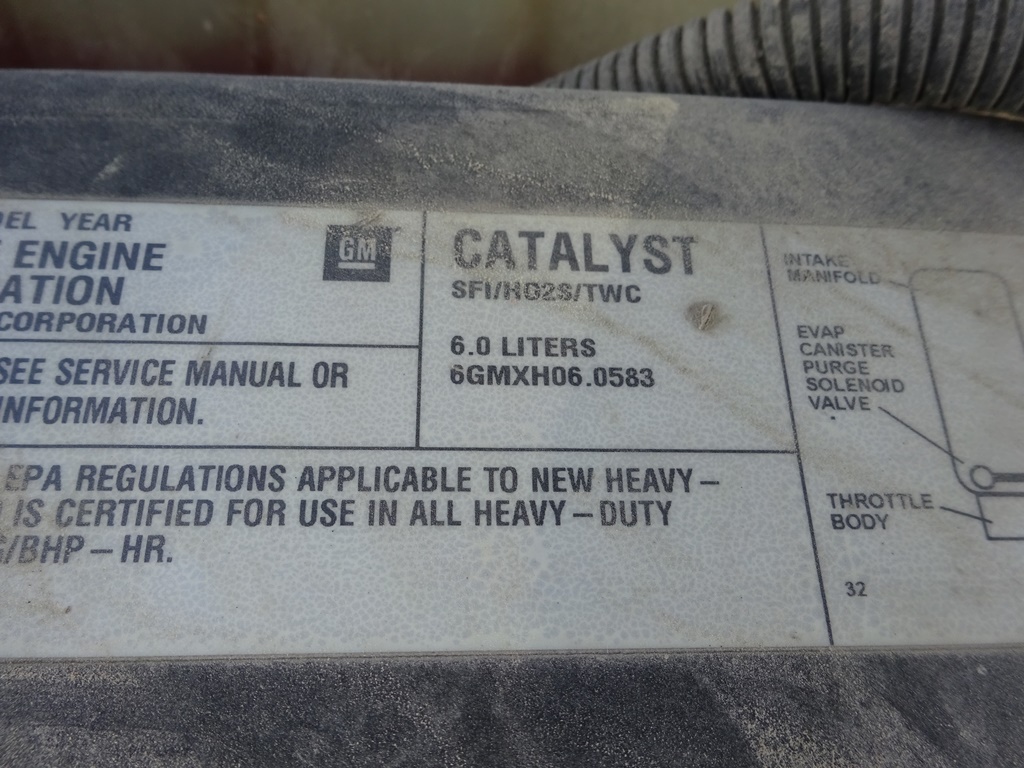 DEL YEAR
ENGINE
ATION
CORPORATION
GM
SEE SERVICE MANUAL OR
INFORMATION.
CATALYST
SFI/HO2S/TWC
6.0 LITERS
6GMXH06.0583
EPA REGULATIONS APPLICABLE TO NEW HEAVY-
IS CERTIFIED FOR USE IN ALL HEAVY-DUTY
G/BHP-HR.
INTAKE
MANIFOLD
EVAP
CANISTER
PURGE
SOLENOID
VALVE
THROTTLE
BODY
32